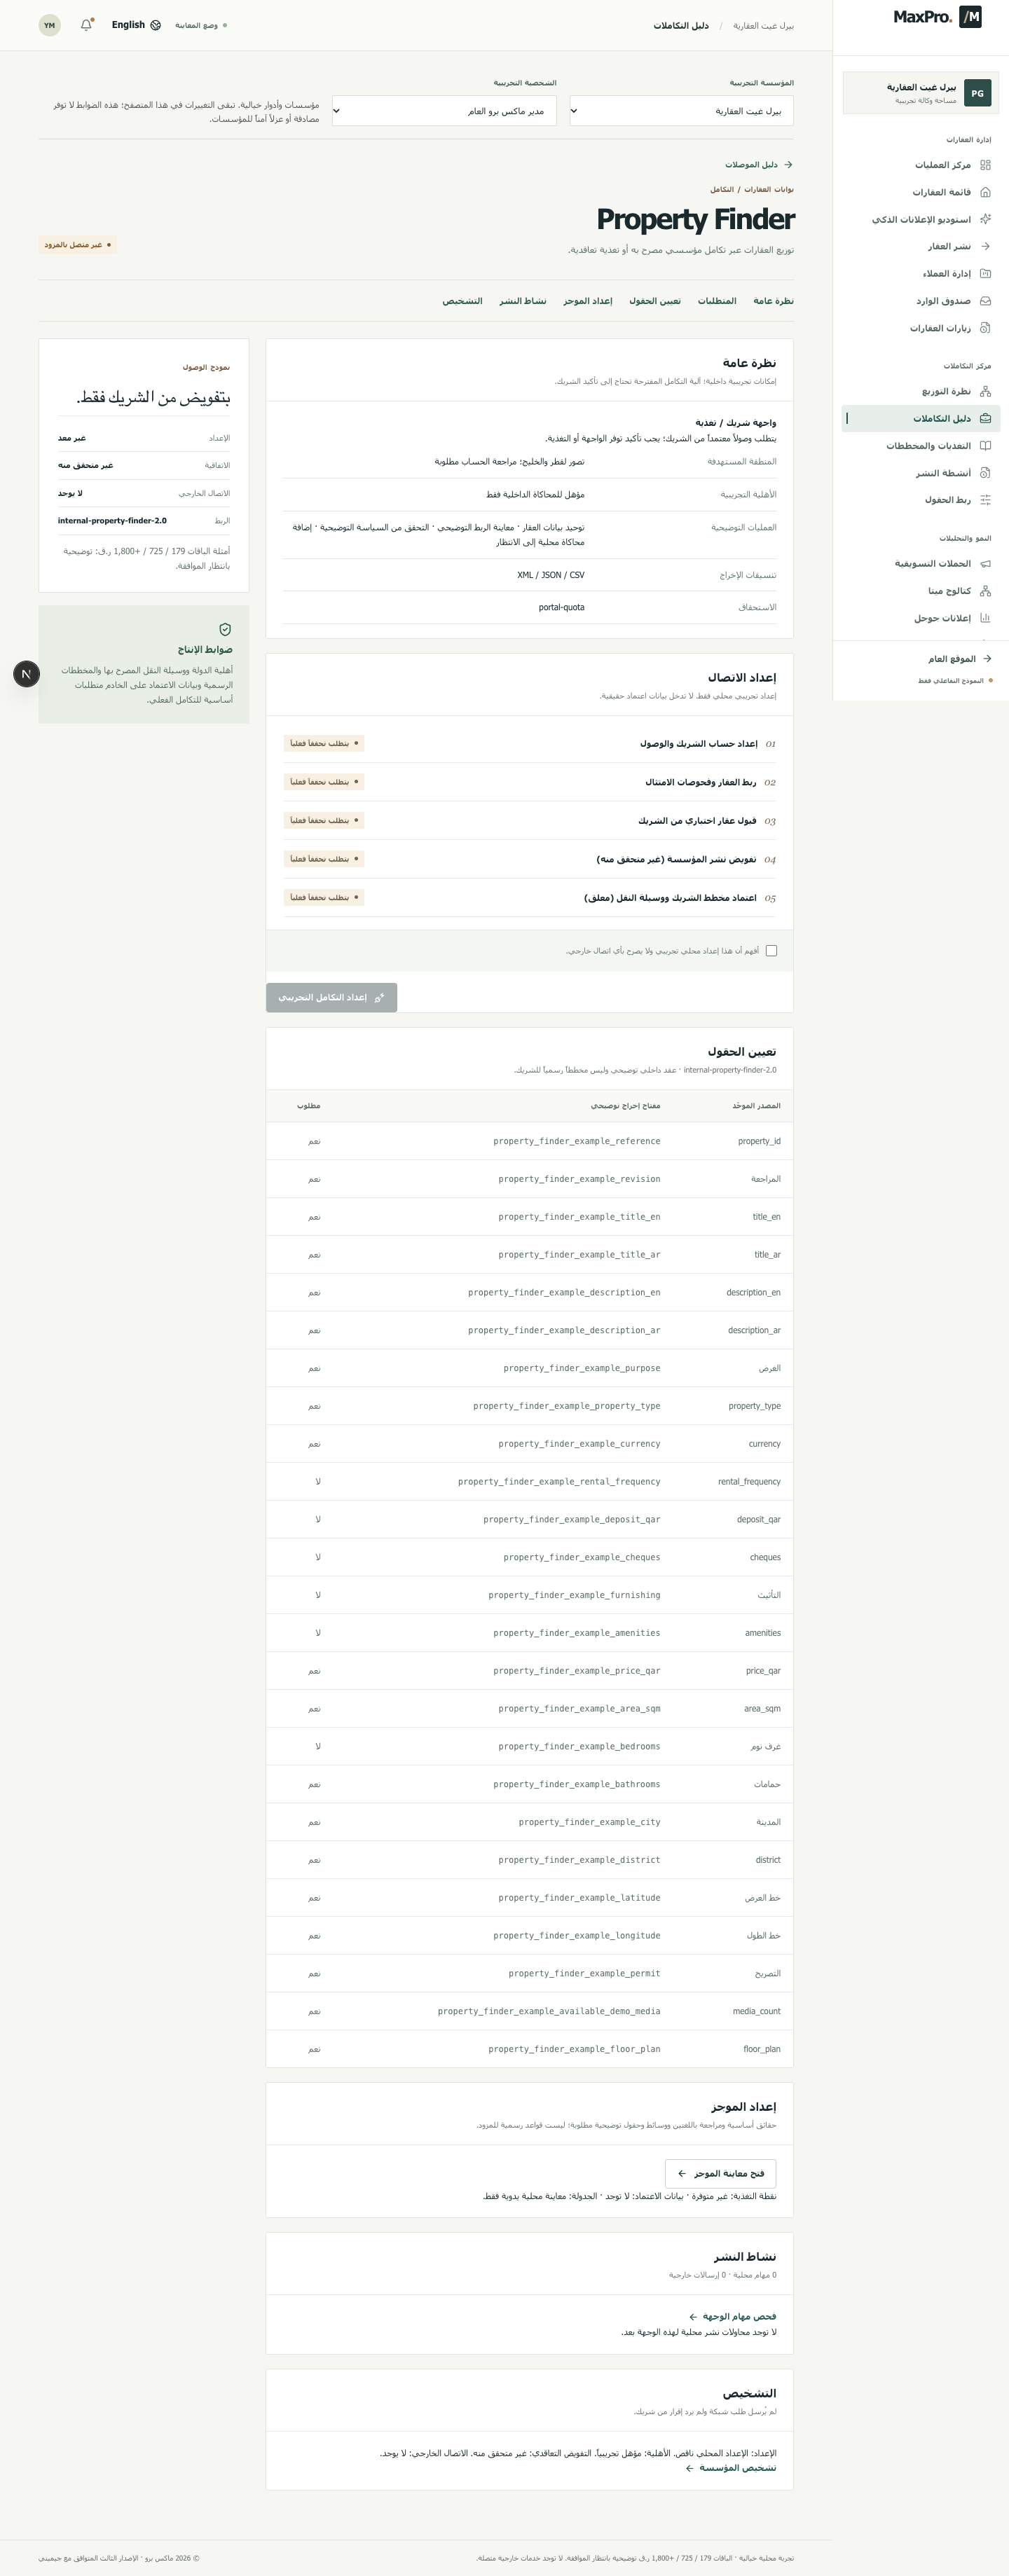 MaxPro. /M
PG
بيرل غيت العقارية
مساحة وكالة تجريبية
إدارة العقارات
مركز العمليات
قائمة العقارات
استوديو الإعلانات الذكي
نشر العقار
إدارة العملاء
صندوق الوارد
زيارات العقارات
مركز التكاملات
نظرة التوزيع
دليل التكاملات
التغذيات والمخططات
أنشطة النشر
ربط الحقول
النمو والتحليلات
الحملات التسويقية
كتالوج ميتا
إعلانات جوجل
الموقع العام
النموذج التفاعلي فقط
بيرل غيت العقارية / دليل التكاملات
وضع المعاينة
English
YM
المؤسسة التجريبية
بيرل غيت العقارية
الشخصية التجريبية
مدير ماكس برو العام
مؤسسات وأدوار خيالية. تبقى التغييرات في هذا المتصفح؛ هذه الضوابط لا توفر
مصادقة أو عزلاً آمناً للمؤسسات.
دليل الموصلات
بوابات العقارات / التكامل
Property Finder
توزيع العقارات عبر تكامل مؤسسي مصرح به أو تغذية تعاقدية.
غير متصل بالمزود
نظرة عامة
المتطلبات
تعيين الحقول
إعداد الموجز
نشاط النشر
التشخيص
نظرة عامة
إمكانات تجريبية داخلية؛ آلية التكامل المقترحة تحتاج إلى تأكيد الشريك.
واجهة شريك / تغذية
يتطلب وصولاً معتمداً من الشريك؛ يجب تأكيد توفر الواجهة أو التغذية.
المنطقة المستهدفة
تصور لقطر والخليج؛ مراجعة الحساب مطلوبة
الأهلية التجريبية
مؤهل للمحاكاة الداخلية فقط
العمليات التوضيحية
توحيد بيانات العقار · معاينة الربط التوضيحي · التحقق من السياسة التوضيحية · إضافة
محاكاة محلية إلى الانتظار
تنسيقات الإخراج
XML / JSON / CSV
الاستحقاق
portal-quota
نموذج الوصول
بتفويض من الشريك فقط.
الإعداد
غير معد
الاتفاقية
غير متحقق منه
الاتصال الخارجي
لا يوجد
الربط
internal-property-finder-2.0
أمثلة الباقات 179 / 725 / +1,800 ر.ق: توضيحية
بانتظار الموافقة.
ضوابط الإنتاج
أهلية الدولة ووسيلة النقل المصرح بها والمخططات
الرسمية وبيانات الاعتماد على الخادم متطلبات
أساسية للتكامل الفعلي.
إعداد الاتصال
إعداد تجريبي محلي فقط. لا تدخل بيانات اعتماد حقيقية.
01 إعداد حساب الشريك والوصول
يتطلب تحققاً فعلياً
02 ربط العقار وفحوصات الامتثال
يتطلب تحققاً فعلياً
03 قبول عقار اختباري من الشريك
يتطلب تحققاً فعلياً
04 تفويض نشر المؤسسة (غير متحقق منه)
يتطلب تحققاً فعلياً
05 اعتماد مخطط الشريك ووسيلة النقل (معلق)
يتطلب تحققاً فعلياً
أفهم أن هذا إعداد محلي تجريبي ولا يصرح بأي اتصال خارجي.
إعداد التكامل التجريبي
تعيين الحقول
internal-property-finder-2.0 · عقد داخلي توضيحي وليس مخططاً رسمياً للشريك.
المصدر الموحّد
مفتاح إخراج توضيحي
مطلوب
property_id property_finder_example_reference نعم
المراجعة property_finder_example_revision نعم
title_en property_finder_example_title_en نعم
title_ar property_finder_example_title_ar نعم
description_en property_finder_example_description_en نعم
description_ar property_finder_example_description_ar نعم
الغرض property_finder_example_purpose نعم
property_type property_finder_example_property_type نعم
currency property_finder_example_currency نعم
rental_frequency property_finder_example_rental_frequency لا
deposit_qar property_finder_example_deposit_qar لا
cheques property_finder_example_cheques لا
التأثيث property_finder_example_furnishing لا
amenities property_finder_example_amenities لا
price_qar property_finder_example_price_qar نعم
area_sqm property_finder_example_area_sqm نعم
غرف نوم property_finder_example_bedrooms لا
حمامات property_finder_example_bathrooms نعم
المدينة property_finder_example_city نعم
district property_finder_example_district نعم
خط العرض property_finder_example_latitude نعم
خط الطول property_finder_example_longitude نعم
التصريح property_finder_example_permit نعم
media_count property_finder_example_available_demo_media نعم
floor_plan property_finder_example_floor_plan نعم
إعداد الموجز
حقائق أساسية ومراجعة باللغتين ووسائط وحقول توضيحية مطلوبة؛ ليست قواعد رسمية للمزود.
فتح معاينة الموجز
نقطة التغذية: غير متوفرة · بيانات الاعتماد: لا توجد · الجدولة: معاينة محلية يدوية فقط.
نشاط النشر
0 مهام محلية · 0 إرسالات خارجية
فحص مهام الوجهة
لا توجد محاولات نشر محلية لهذه الوجهة بعد.
التشخيص
لم يُرسل طلب شبكة ولم يرد إقرار من شريك.
الإعداد: الإعداد المحلي ناقص. الأهلية: مؤهل تجريبياً. التفويض التعاقدي: غير متحقق منه. الاتصال الخارجي: لا يوجد.
تشخيص المؤسسة
تجربة محلية خيالية · الباقات 179 / 725 / +1,800 ر.ق توضيحية بانتظار الموافقة. لا توجد خدمات خارجية متصلة.
© 2026 ماكس برو · الإصدار الثالث المتوافق مع جيميني